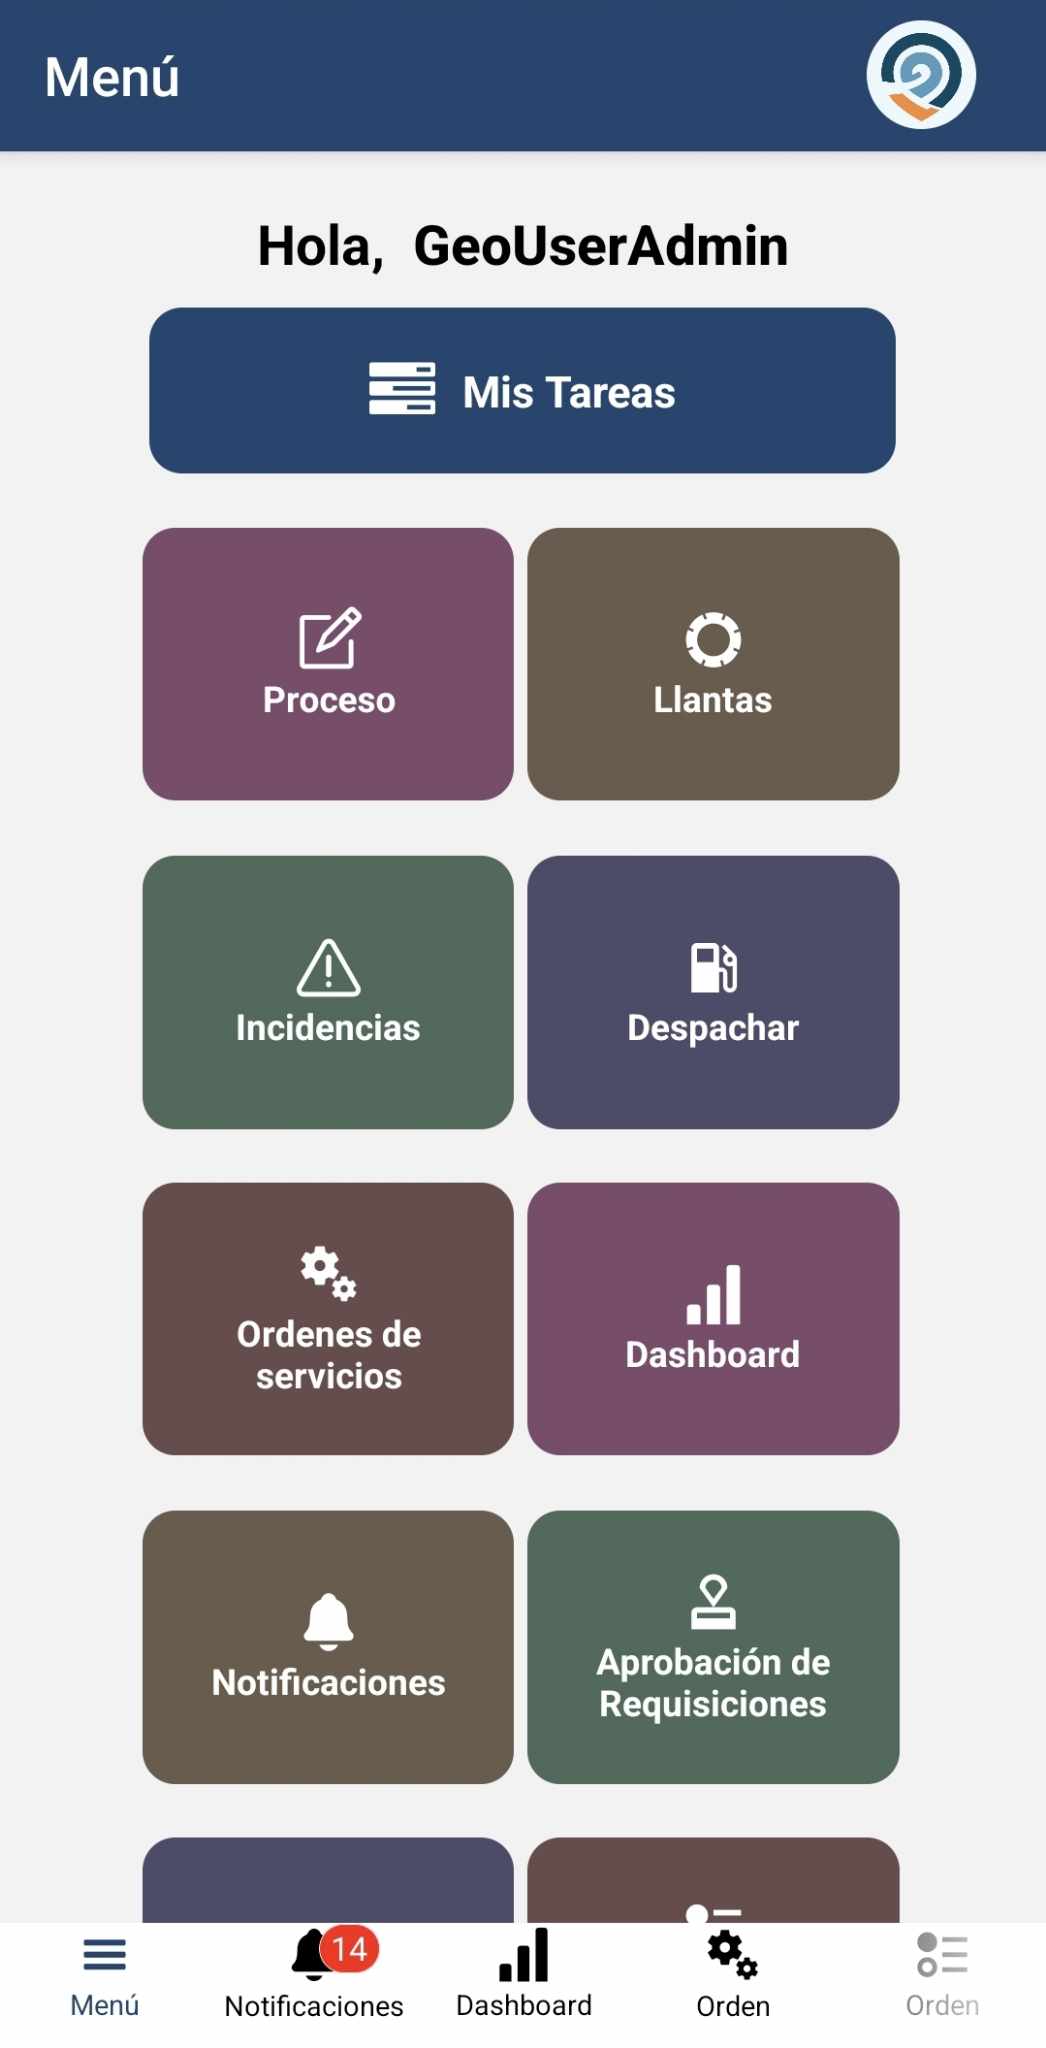 Menú
Hola,  GeoUserAdmin
Mis Tareas
Proceso
Llantas
Incidencias
Despachar
Ordenes de
servicios
Dashboard
Notificaciones
Aprobación de
Requisiciones
14
Menú
Notificaciones
Dashboard
Orden
Orden